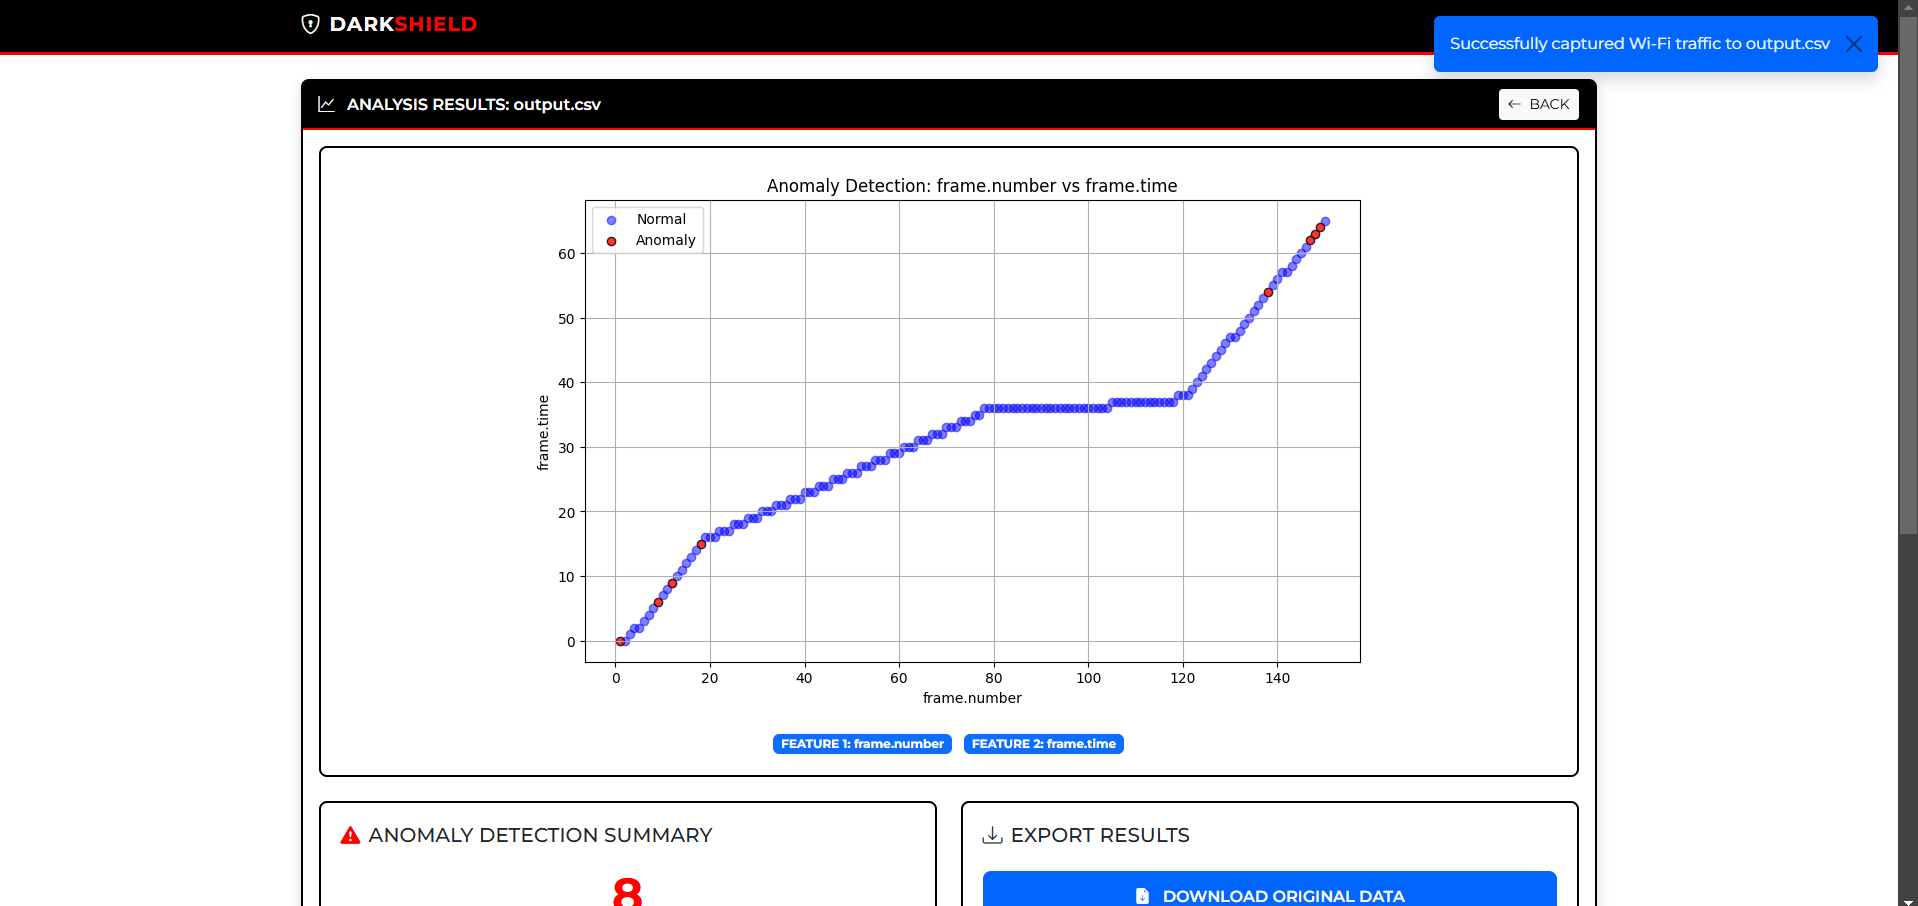 DARKSHIELD
Successfully captured Wi-Fi traffic to output.csv
ANALYSIS RESULTS: output.csv
BACK
Anomaly Detection: frame.number vs frame.time
Normal
Anomaly
60
50
40
30
20
10
0
frame.time
0 20 40 60 80 100 120 140
frame.number
FEATURE 1: frame.number
FEATURE 2: frame.time
ANOMALY DETECTION SUMMARY
8
EXPORT RESULTS
DOWNLOAD ORIGINAL DATA